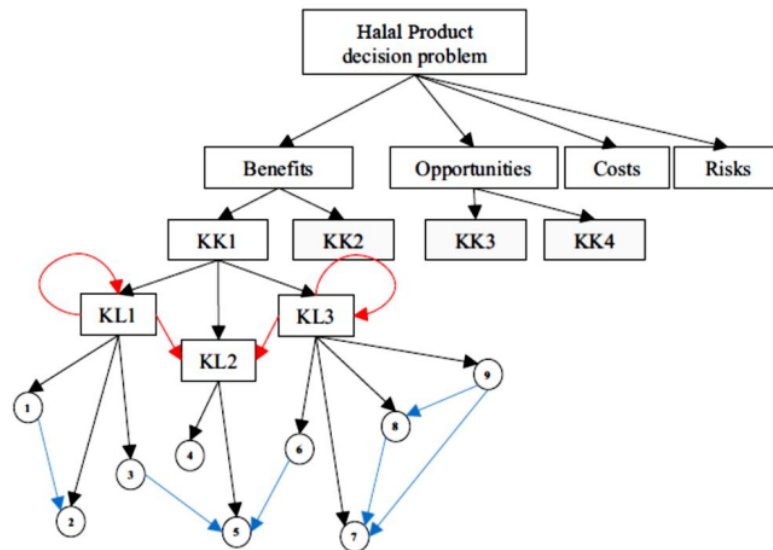 Halal Product
decision problem
Benefits
Opportunities
Costs
Risks
KK1
KK2
KK3
KK4
KL1
KL3
KL2
9
1
8
6
4
3
2
5
7